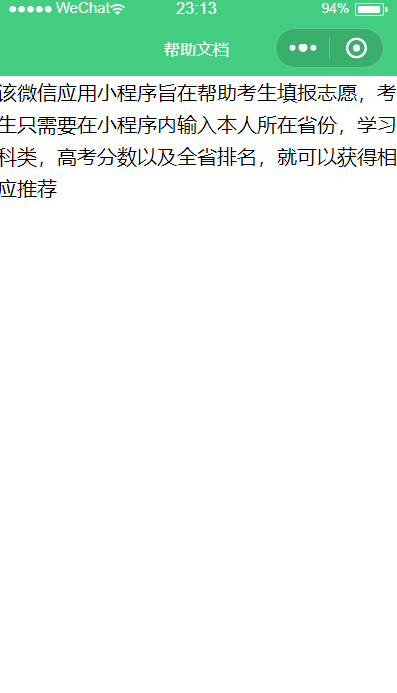 WeChat 23:13 94%
帮助文档
该微信应用小程序旨在帮助考生填报志愿，考
生只需要在小程序内输入本人所在省份，学习
科类，高考分数以及全省排名，就可以获得相
应推荐